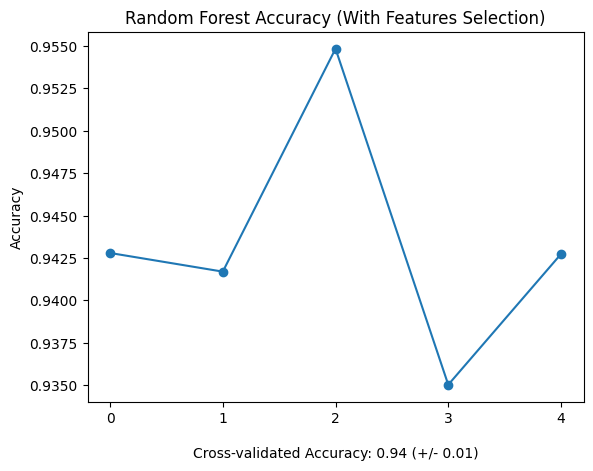 Random Forest Accuracy (With Features Selection)
Accuracy
0.9550
0.9525
0.9500
0.9475
0.9450
0.9425
0.9400
0.9375
0.9350
0 1 2 3 4
Cross-validated Accuracy: 0.94 (+/- 0.01)